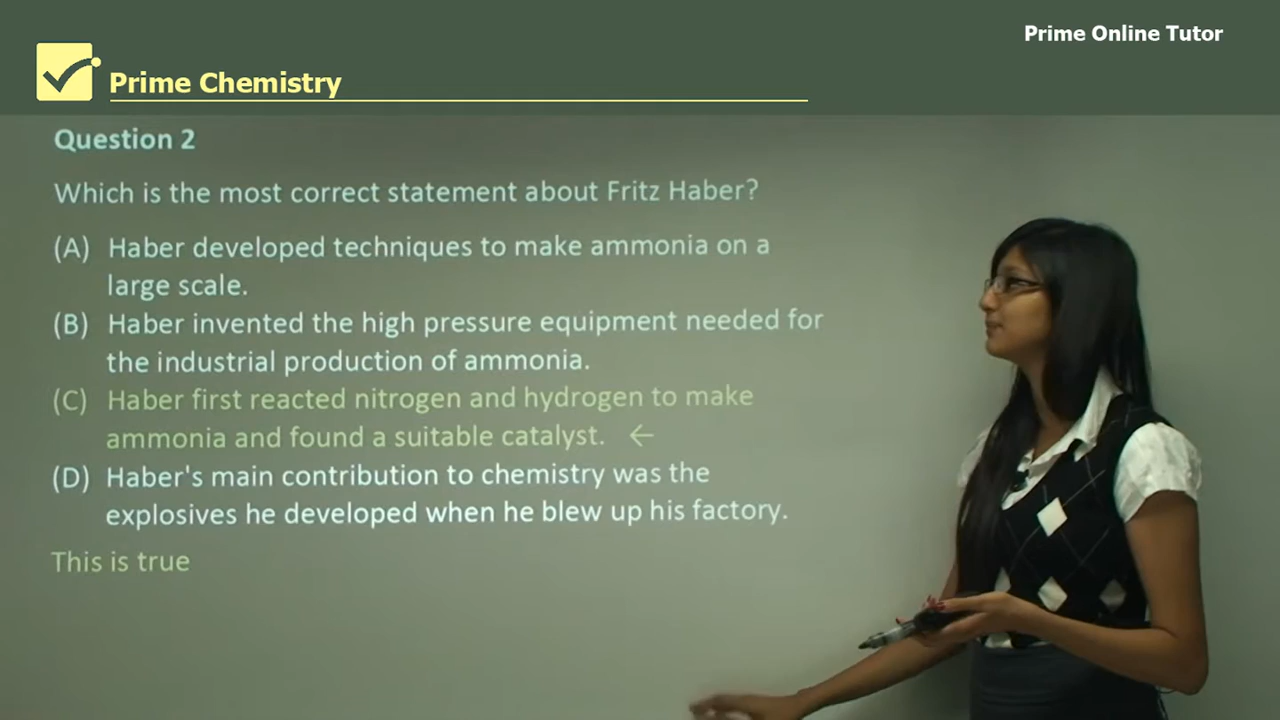 Prime Online Tutor
Prime Chemistry
Question 2
Which is the most correct statement about Fritz Haber?
(A) Haber developed techniques to make ammonia on a
large scale.
(B) Haber invented the high pressure equipment needed for
the industrial production of ammonia.
(C) Haber first reacted nitrogen and hydrogen to make
ammonia and found a suitable catalyst. ←
(D) Haber's main contribution to chemistry was the
explosives he developed when he blew up his factory.
This is true